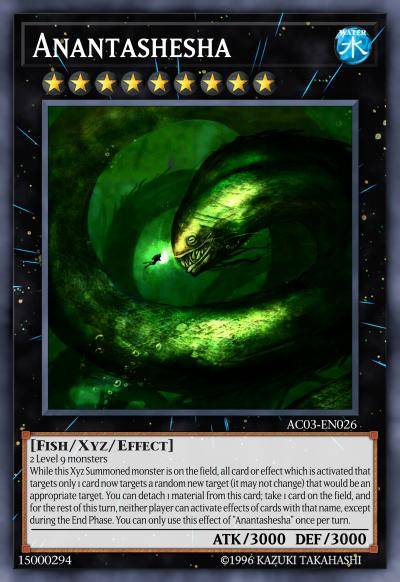 Anantashesha
WATER
水
AC03-EN026
[Fish/Xyz/Effect]
2 Level 9 monsters
While this Xyz Summoned monster is on the field, all card or effect which is activated that
targets only 1 card now targets a random new target (it may not change) that would be an
appropriate target. You can detach 1 material from this card; take 1 card on the field, and
for the rest of this turn, neither player can activate effects of cards with that name, except
during the End Phase. You can only use this effect of "Anantashesha" once per turn.
ATK/3000 DEF/3000
15000294 ©1996 KAZUKI TAKAHASHI